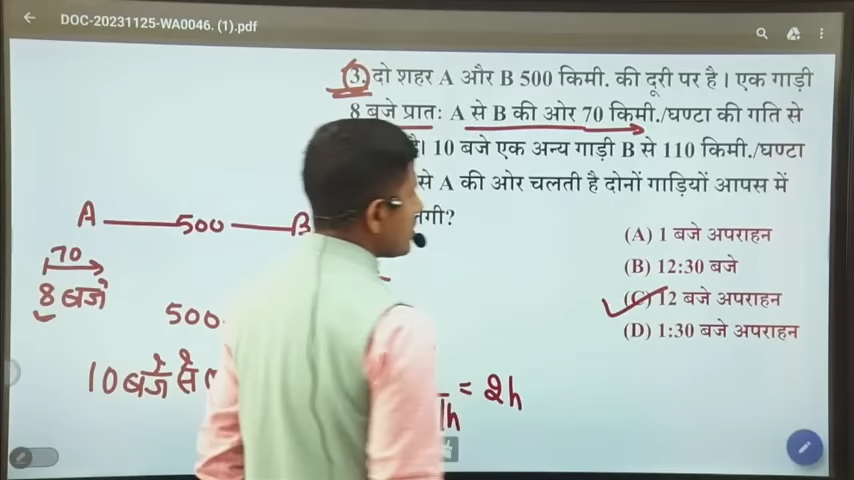 DOC-20231125-WA0046. (1).pdf
3. दो शहर A और B 500 किमी. की दूरी पर है। एक गाड़ी
8 बजे प्रातः A से B की ओर 70 किमी./घण्टा की गति से
है। 10 बजे एक अन्य गाड़ी B से 110 किमी./घण्टा
से A की ओर चलती है दोनों गाड़ियों आपस में
(A) 1 बजे अपराहन
(B) 12:30 बजे
(C) 12 बजे अपराहन
(D) 1:30 बजे अपराहन
A 500 B
70
8 बजे
500
10 बजे से
= 2h